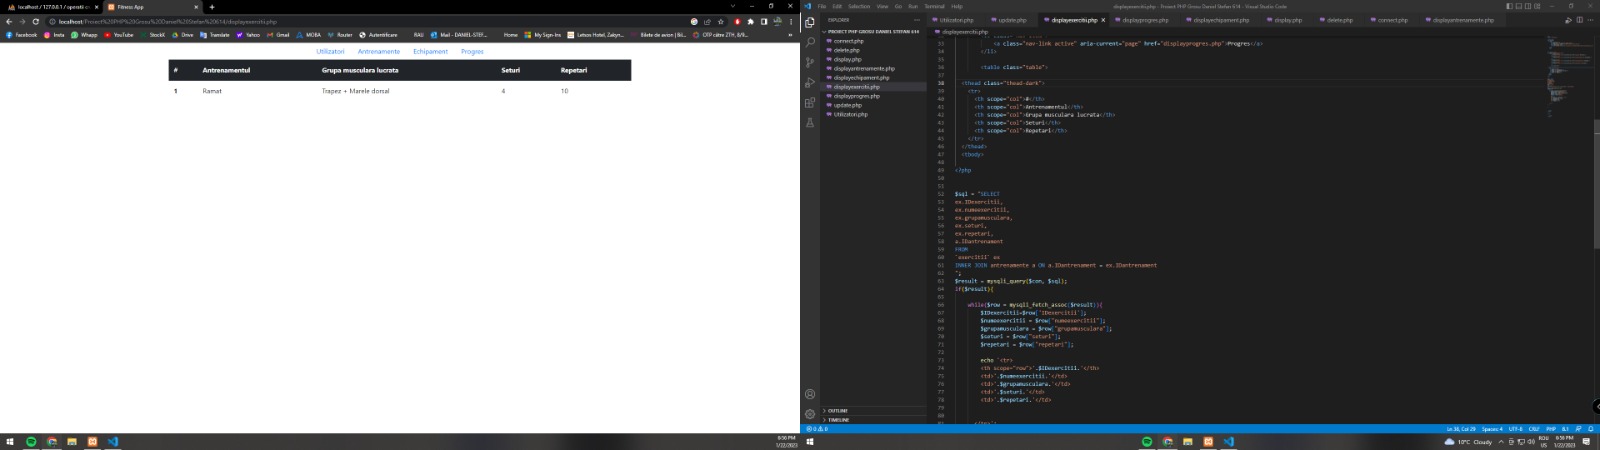 localhost / 127.0.0.1 / operatii
Fitness App
localhost/Proiect%20PHP%20Grosu%20Daniel%20Stefan%20614/displayexercitii.php
Facebook Insta Whapp YouTube StockX Drive Translate Yahoo Gmail MOBA Router Autentificare RAU Mail - DANIEL-STEF... Home My Sign-Ins Lotus Hotel, Zakyn... Bilete de avion | Bil... OTP către ZTH, 8/9...
Utilizatori Antrenamente Echipament Progres
# Antrenamentul Grupa musculara lucrata Seturi Repetari
1 Ramat Trapez + Marele dorsal 4 10
6:56 PM
1/22/2023
File Edit Selection View Go Run Terminal Help
displayexercitii.php - Proiect PHP Grosu Daniel Stefan 614 - Visual Studio Code
EXPLORER
PROIECT PHP GROSU DANIEL STEFAN 614
connect.php
delete.php
display.php
displayantrenamente.php
displayechipament.php
displayexercitii.php
displayprogres.php
update.php
Utilizatori.php
OUTLINE
TIMELINE
Utilizatori.php update.php displayexercitii.php displayprogres.php displayechipament.php display.php delete.php connect.php displayantrenamente.php
displayexercitii.php
33 <a class="nav-link active" aria-current="page" href="displayprogres.php">Progres</a>
34 </li>
35
36 <table class="table">
37
38 <thead class="thead-dark">
39 <tr>
40 <th scope="col">#</th>
41 <th scope="col">Antrenamentul</th>
42 <th scope="col">Grupa musculara lucrata</th>
43 <th scope="col">Seturi</th>
44 <th scope="col">Repetari</th>
45 </tr>
46 </thead>
47 <tbody>
48
49 <?php
50
51
52 $sql = "SELECT
53 ex.IDexercitii,
54 ex.numeexercitii,
55 ex.grupamusculara,
56 ex.seturi,
57 ex.repetari,
58 a.IDantrenament
59 FROM
60 `exercitii` ex
61 INNER JOIN antrenamente a ON a.IDantrenament = ex.IDantrenament
62 ";
63 $result = mysqli_query($con, $sql);
64 if($result){
65
66 while($row = mysqli_fetch_assoc($result)){
67 $IDexercitii=$row['IDexercitii'];
68 $numeexercitii = $row["numeexercitii"];
69 $grupamusculara = $row["grupamusculara"];
70 $seturi = $row["seturi"];
71 $repetari = $row["repetari"];
72
73 echo '<tr>
74 <th scope="row">'.$IDexercitii.'</th>
75 <td>'.$numeexercitii.'</td>
76 <td>'.$grupamusculara.'</td>
77 <td>'.$seturi.'</td>
78 <td>'.$repetari.'</td>
79
80
0 0
Ln 38, Col 29 Spaces: 4 UTF-8 CRLF PHP 8.1
10°C Cloudy
ROU
US
6:56 PM
1/22/2023